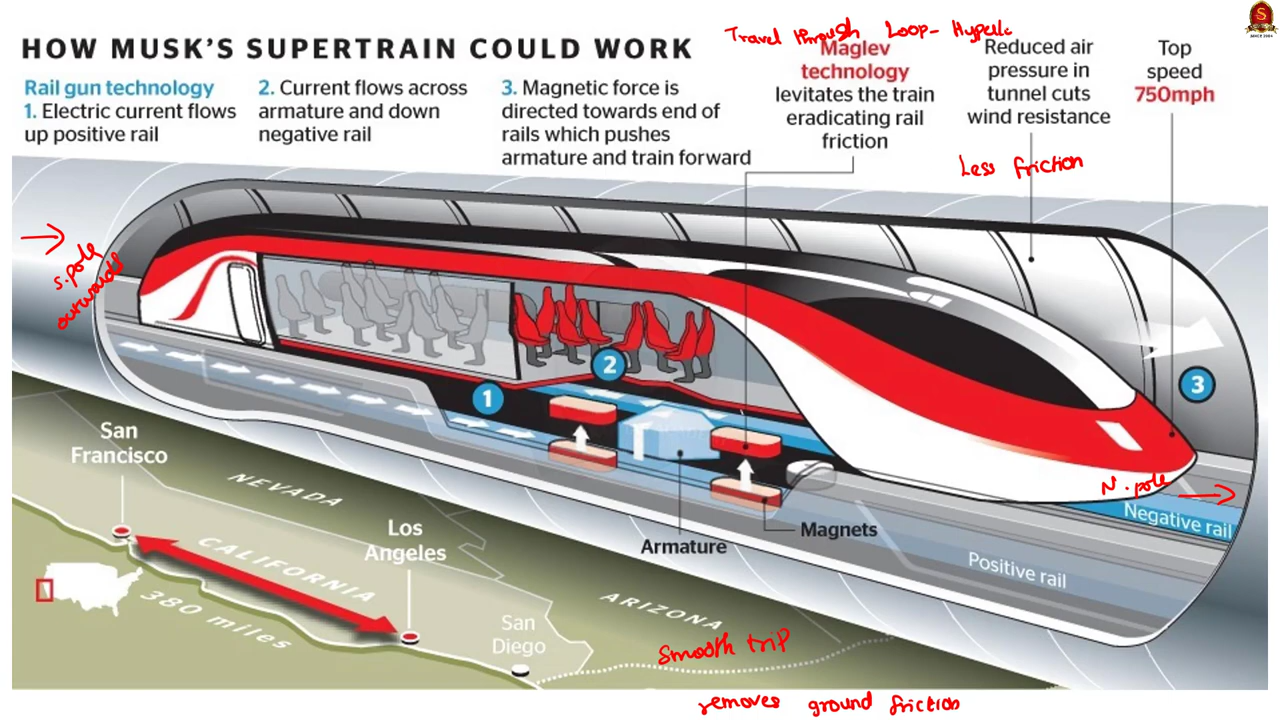 Travel through Loop- Hyperlo
HOW MUSK'S SUPERTRAIN COULD WORK
Rail gun technology
1. Electric current flows
up positive rail
2. Current flows across
armature and down
negative rail
3. Magnetic force is
directed towards end of
rails which pushes
armature and train forward
Maglev
technology
levitates the train
eradicating rail
friction
Reduced air
pressure in
tunnel cuts
wind resistance
Top
speed
750mph
S
SINCE 2004
Less friction
S.pole
outwards
1
2
3
N.pole
Negative rail
Positive rail
Magnets
Armature
San
Francisco
NEVADA
Los
Angeles
CALIFORNIA
380 miles
ARIZONA
San
Diego
Smooth trip
removes ground friction